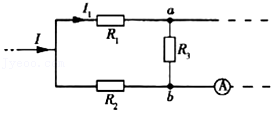 I I₁ a
R₁
R₃
R₂ b A